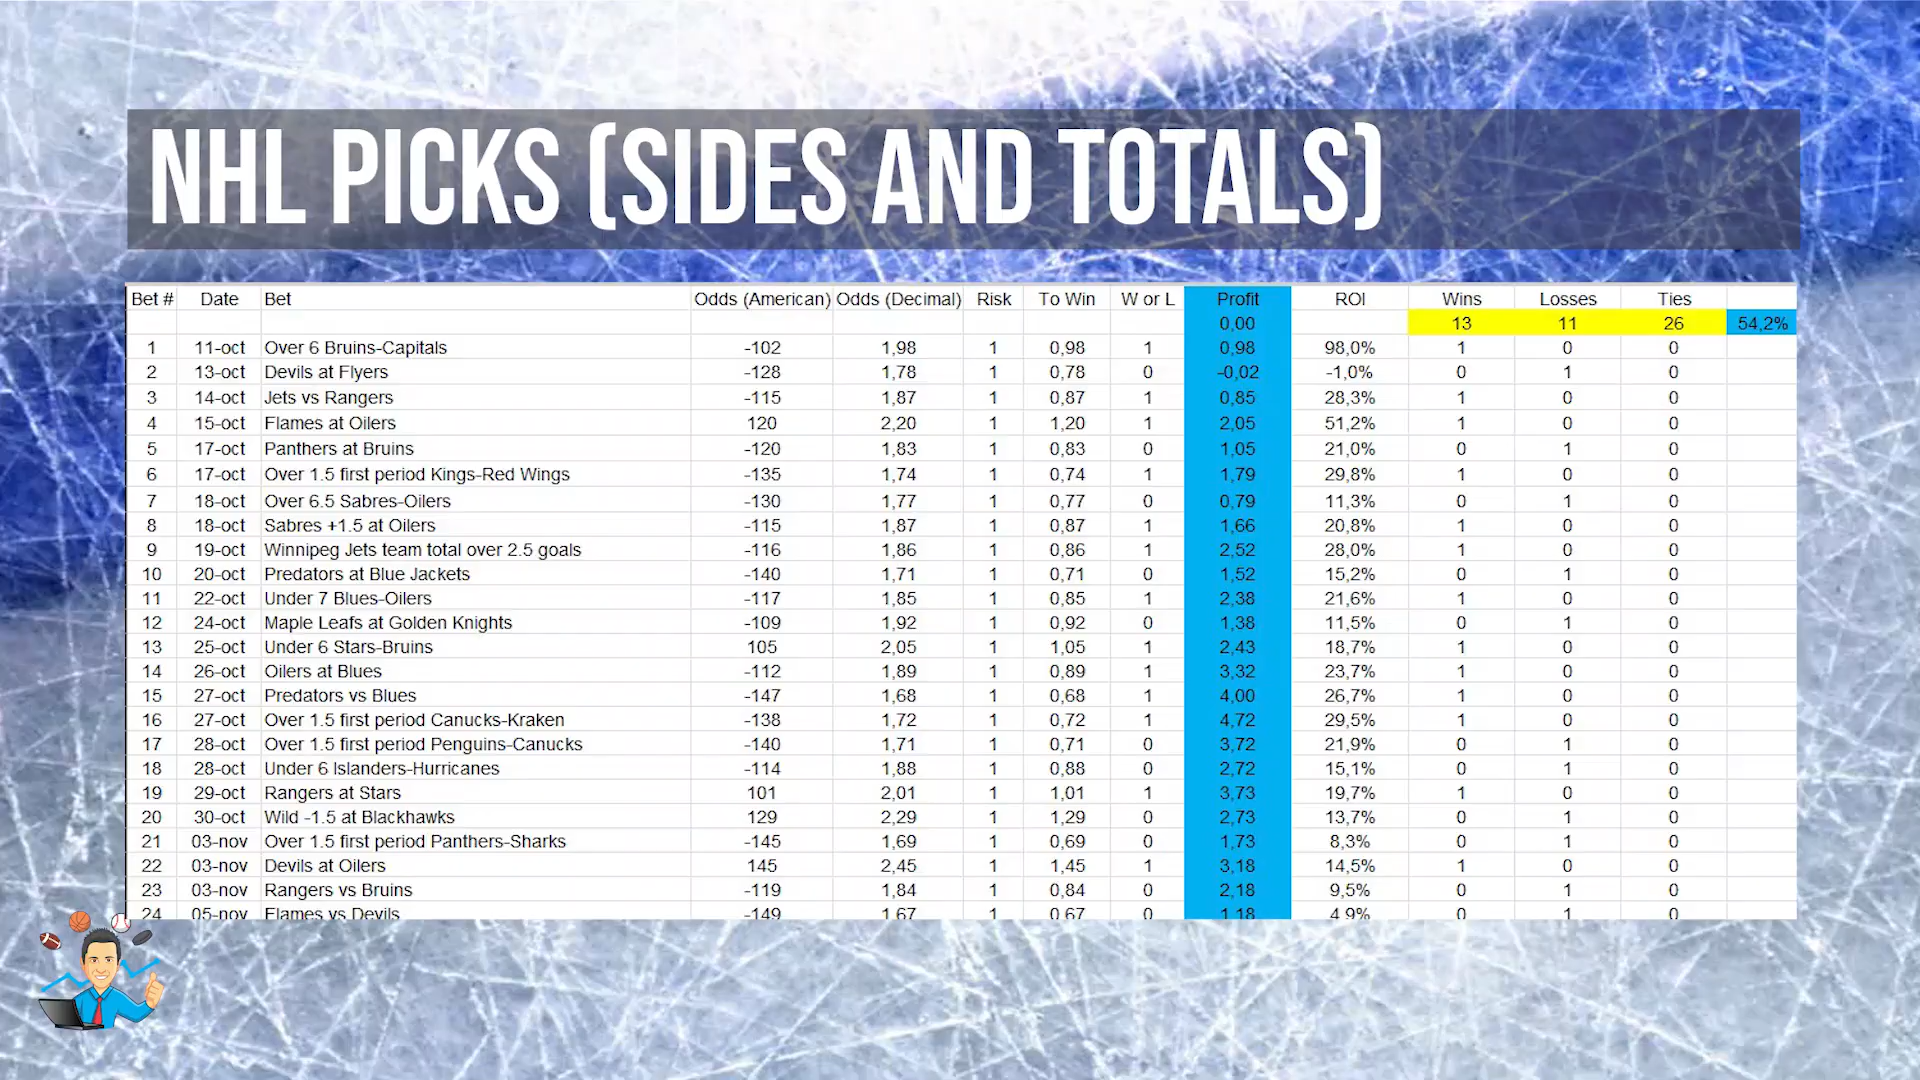 NHL PICKS (SIDES AND TOTALS)
Bet # Date Bet Odds (American) Odds (Decimal) Risk To Win W or L Profit ROI Wins Losses Ties
0,00 13 11 26 54,2%
1 11-oct Over 6 Bruins-Capitals -102 1,98 1 0,98 1 0,98 98,0% 1 0 0
2 13-oct Devils at Flyers -128 1,78 1 0,78 0 -0,02 -1,0% 0 1 0
3 14-oct Jets vs Rangers -115 1,87 1 0,87 1 0,85 28,3% 1 0 0
4 15-oct Flames at Oilers 120 2,20 1 1,20 1 2,05 51,2% 1 0 0
5 17-oct Panthers at Bruins -120 1,83 1 0,83 0 1,05 21,0% 0 1 0
6 17-oct Over 1.5 first period Kings-Red Wings -135 1,74 1 0,74 1 1,79 29,8% 1 0 0
7 18-oct Over 6.5 Sabres-Oilers -130 1,77 1 0,77 0 0,79 11,3% 0 1 0
8 18-oct Sabres +1.5 at Oilers -115 1,87 1 0,87 1 1,66 20,8% 1 0 0
9 19-oct Winnipeg Jets team total over 2.5 goals -116 1,86 1 0,86 1 2,52 28,0% 1 0 0
10 20-oct Predators at Blue Jackets -140 1,71 1 0,71 0 1,52 15,2% 0 1 0
11 22-oct Under 7 Blues-Oilers -117 1,85 1 0,85 1 2,38 21,6% 1 0 0
12 24-oct Maple Leafs at Golden Knights -109 1,92 1 0,92 0 1,38 11,5% 0 1 0
13 25-oct Under 6 Stars-Bruins 105 2,05 1 1,05 1 2,43 18,7% 1 0 0
14 26-oct Oilers at Blues -112 1,89 1 0,89 1 3,32 23,7% 1 0 0
15 27-oct Predators vs Blues -147 1,68 1 0,68 1 4,00 26,7% 1 0 0
16 27-oct Over 1.5 first period Canucks-Kraken -138 1,72 1 0,72 1 4,72 29,5% 1 0 0
17 28-oct Over 1.5 first period Penguins-Canucks -140 1,71 1 0,71 0 3,72 21,9% 0 1 0
18 28-oct Under 6 Islanders-Hurricanes -114 1,88 1 0,88 0 2,72 15,1% 0 1 0
19 29-oct Rangers at Stars 101 2,01 1 1,01 1 3,73 19,7% 1 0 0
20 30-oct Wild -1.5 at Blackhawks 129 2,29 1 1,29 0 2,73 13,7% 0 1 0
21 03-nov Over 1.5 first period Panthers-Sharks -145 1,69 1 0,69 0 1,73 8,3% 0 1 0
22 03-nov Devils at Oilers 145 2,45 1 1,45 1 3,18 14,5% 1 0 0
23 03-nov Rangers vs Bruins -119 1,84 1 0,84 0 2,18 9,5% 0 1 0
24 05-nov Flames vs Devils -149 1,67 1 0,67 0 1,18 4,9% 0 1 0